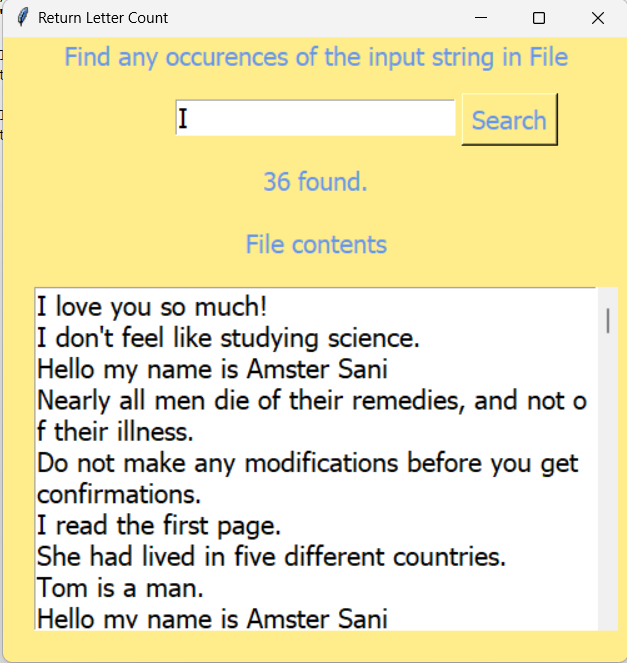 Return Letter Count
Find any occurences of the input string in File
I
Search
36 found.
File contents
I love you so much!
I don't feel like studying science.
Hello my name is Amster Sani
Nearly all men die of their remedies, and not o
f their illness.
Do not make any modifications before you get
confirmations.
I read the first page.
She had lived in five different countries.
Tom is a man.
Hello my name is Amster Sani